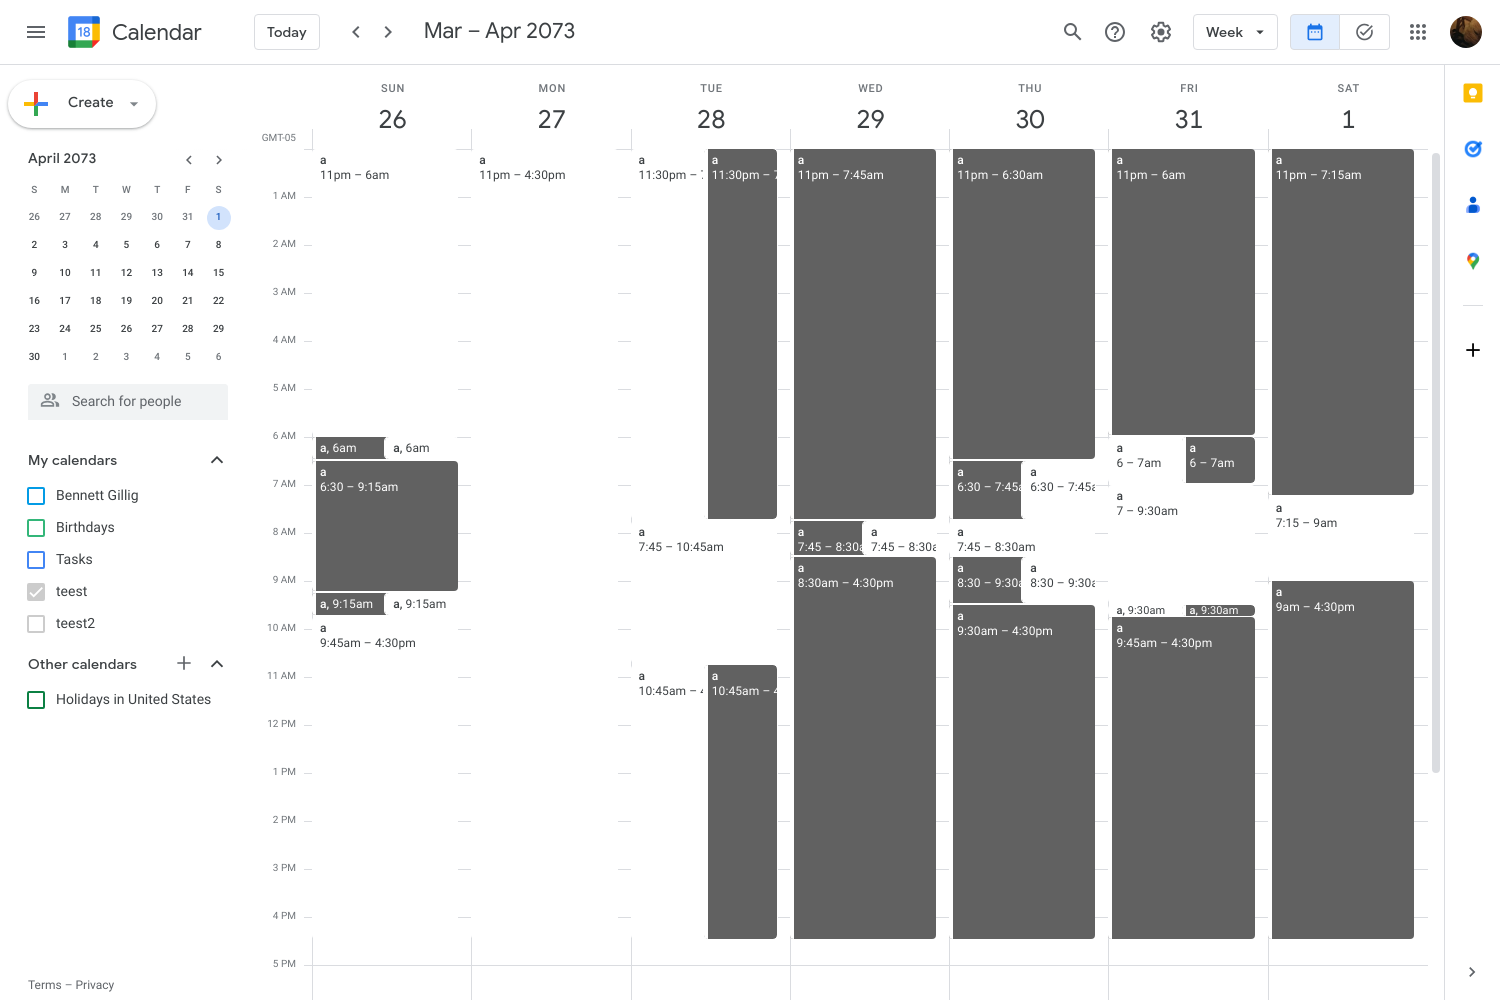 18 Calendar
Today
Mar – Apr 2073
Week
Create
April 2073
S M T W T F S
26 27 28 29 30 31 1
2 3 4 5 6 7 8
9 10 11 12 13 14 15
16 17 18 19 20 21 22
23 24 25 26 27 28 29
30 1 2 3 4 5 6
Search for people
My calendars
Bennett Gillig
Birthdays
Tasks
teest
teest2
Other calendars
Holidays in United States
Terms – Privacy
SUN MON TUE WED THU FRI SAT
26 27 28 29 30 31 1
GMT-05
1 AM
2 AM
3 AM
4 AM
5 AM
6 AM
7 AM
8 AM
9 AM
10 AM
11 AM
12 PM
1 PM
2 PM
3 PM
4 PM
5 PM
a
11pm – 6am
a, 6am
a, 6am
a
6:30 – 9:15am
a, 9:15am
a, 9:15am
a
9:45am – 4:30pm
a
11pm – 4:30pm
a
11:30pm –
a
11:30pm –
a
7:45 – 10:45am
a
10:45am –
a
10:45am –
a
11pm – 7:45am
a
7:45 – 8:30a
a
7:45 – 8:30a
a
8:30am – 4:30pm
a
11pm – 6:30am
a
6:30 – 7:45a
a
6:30 – 7:45a
a
7:45 – 8:30am
a
8:30 – 9:30a
a
8:30 – 9:30a
a
9:30am – 4:30pm
a
11pm – 6am
a
6 – 7am
a
6 – 7am
a
7 – 9:30am
a, 9:30am
a, 9:30am
a
9:45am – 4:30pm
a
11pm – 7:15am
a
7:15 – 9am
a
9am – 4:30pm